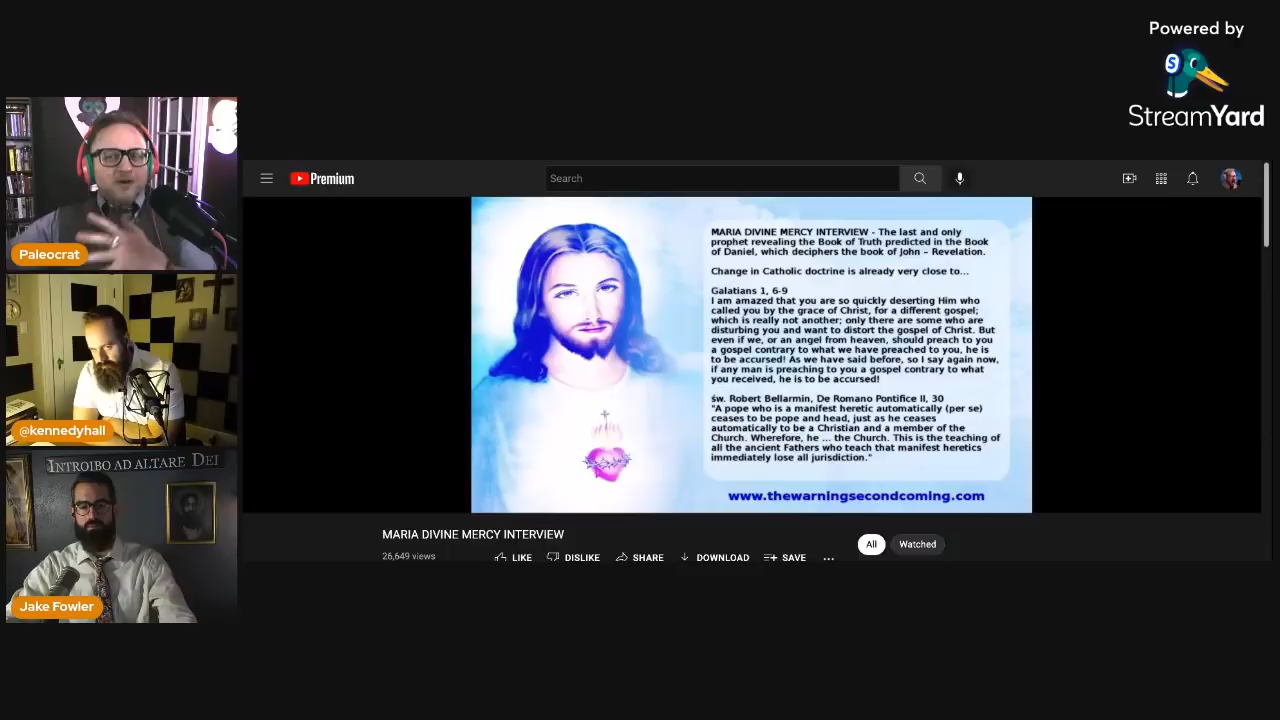 Powered by
StreamYard
Premium
Search
Paleocrat
MARIA DIVINE MERCY INTERVIEW - The last and only
prophet revealing the Book of Truth predicted in the Book
of Daniel, which deciphers the book of John – Revelation.
Change in Catholic doctrine is already very close to...
Galatians 1, 6-9
I am amazed that you are so quickly deserting Him who
called you by the grace of Christ, for a different gospel;
which is really not another; only there are some who are
disturbing you and want to distort the gospel of Christ. But
even if we, or an angel from heaven, should preach to you
a gospel contrary to what we have preached to you, he is
to be accursed! As we have said before, so I say again now,
if any man is preaching to you a gospel contrary to what
you received, he is to be accursed!
św. Robert Bellarmin, De Romano Pontifice II, 30
"A pope who is a manifest heretic automatically (per se)
ceases to be pope and head, just as he ceases
automatically to be a Christian and a member of the
Church. Wherefore, he ... the Church. This is the teaching of
all the ancient Fathers who teach that manifest heretics
immediately lose all jurisdiction."
www.thewarningsecondcoming.com
@kennedyhall
INTROIBO AD ALTARE DEI
Jake Fowler
MARIA DIVINE MERCY INTERVIEW
26,649 views
LIKE
DISLIKE
SHARE
DOWNLOAD
SAVE
...
All
Watched